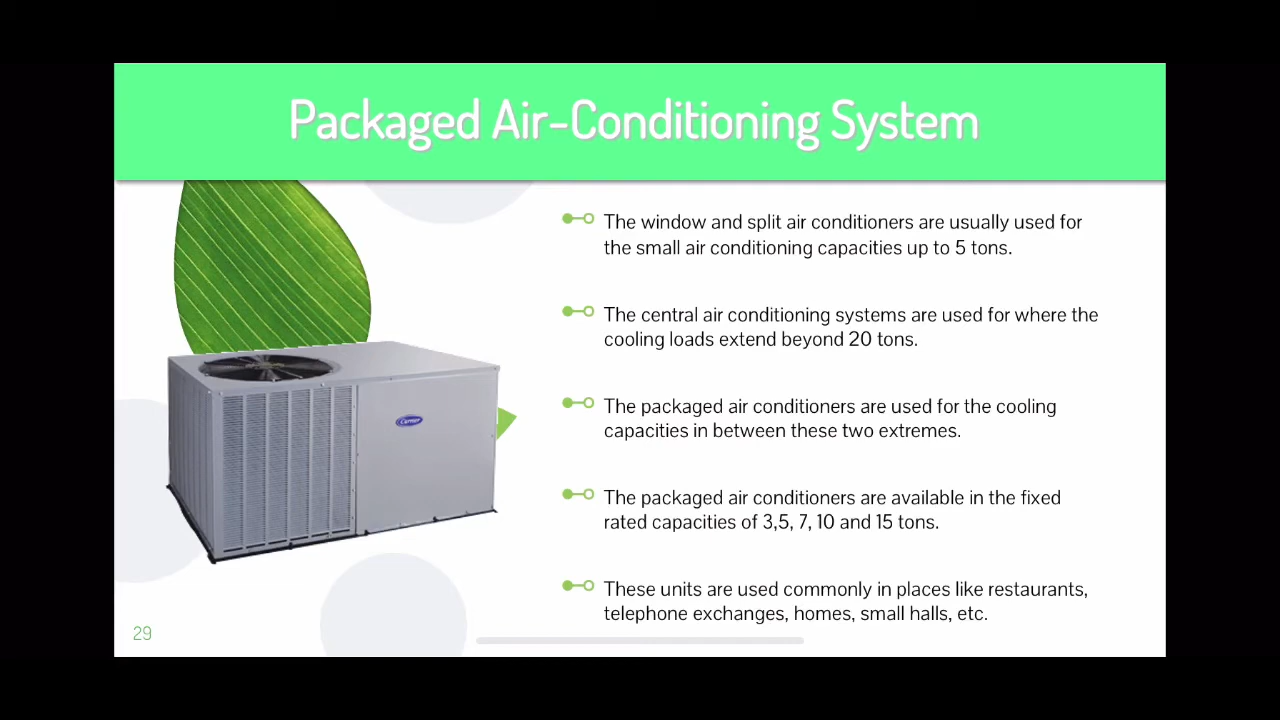 Packaged Air-Conditioning System
The window and split air conditioners are usually used for
the small air conditioning capacities up to 5 tons.
The central air conditioning systems are used for where the
cooling loads extend beyond 20 tons.
The packaged air conditioners are used for the cooling
capacities in between these two extremes.
The packaged air conditioners are available in the fixed
rated capacities of 3,5, 7, 10 and 15 tons.
These units are used commonly in places like restaurants,
telephone exchanges, homes, small halls, etc.
Carrier
29